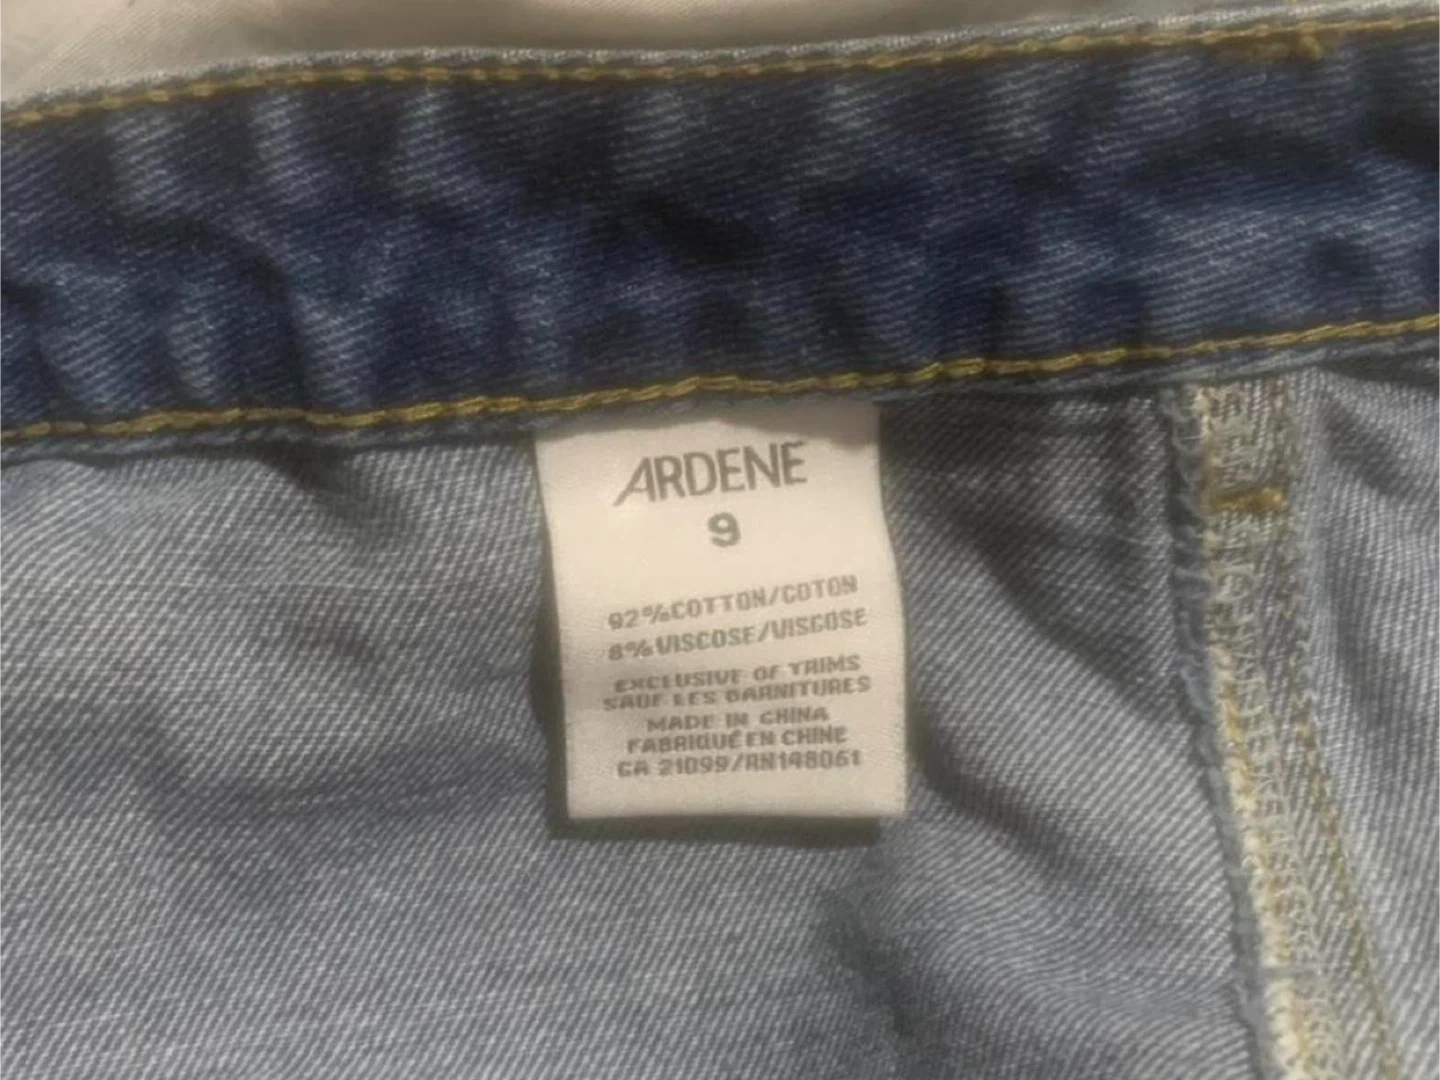 ARDENE
9
92%COTTON/COTON
8%VISCOSE/VISCOSE
EXCLUSIVE OF TRIMS
SAUF LES GARNITURES
MADE IN CHINA
FABRIQUÉ EN CHINE
CA 21099/RN148061